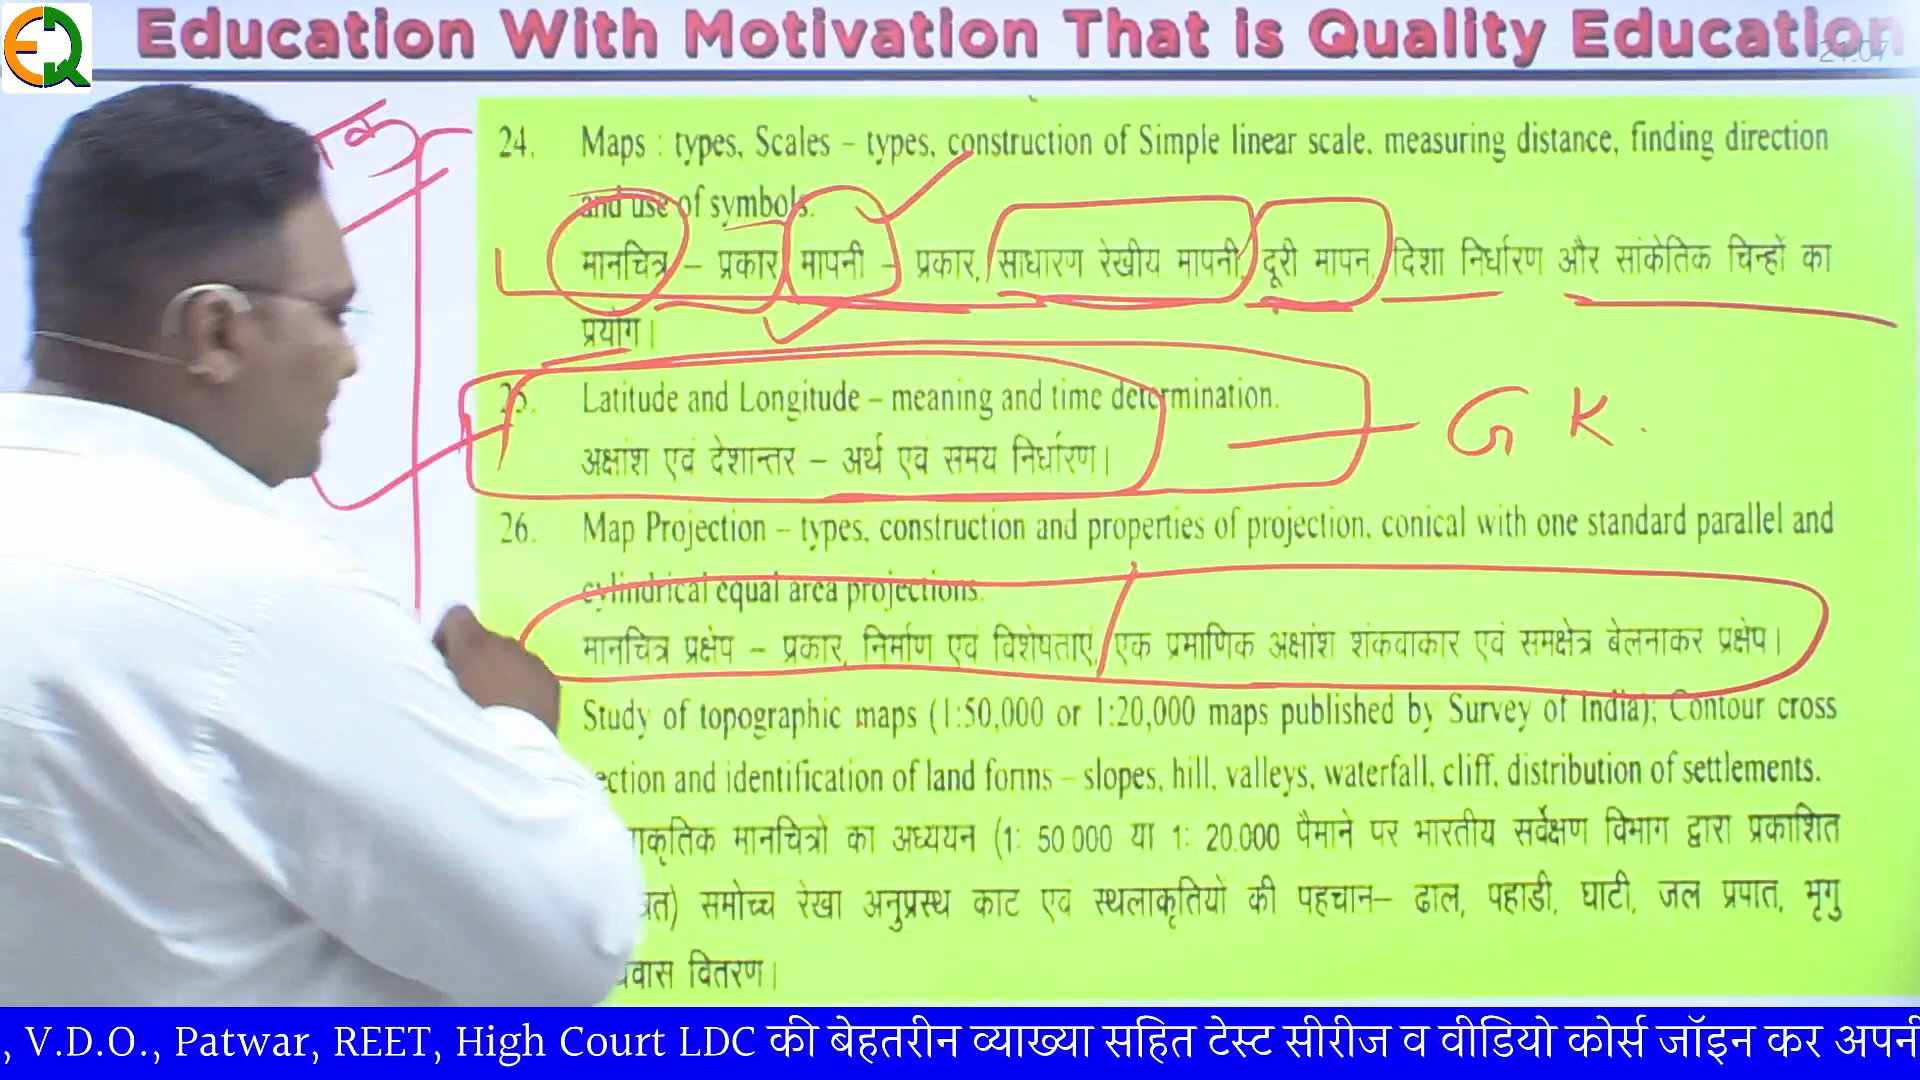 Education With Motivation That is Quality Education
21:07
24. Maps : types, Scales – types, construction of Simple linear scale, measuring distance, finding direction
and use of symbols.
मानचित्र – प्रकार, मापनी – प्रकार, साधारण रेखीय मापनी, दूरी मापन, दिशा निर्धारण और सांकेतिक चिन्हों का
प्रयोग।
25. Latitude and Longitude – meaning and time determination.
G K
अक्षांश एवं देशान्तर – अर्थ एवं समय निर्धारण।
26. Map Projection – types, construction and properties of projection, conical with one standard parallel and
cylindrical equal area projections.
मानचित्र प्रक्षेप – प्रकार, निर्माण एवं विशेषताएं, एक प्रमाणिक अक्षांश शंकवाकार एवं समक्षेत्र बेलनाकर प्रक्षेप।
Study of topographic maps (1:50,000 or 1:20,000 maps published by Survey of India); Contour cross
ection and identification of land forms – slopes, hill, valleys, waterfall, cliff, distribution of settlements.
ाकृतिक मानचित्रों का अध्ययन (1: 50.000 या 1: 20.000 पैमाने पर भारतीय सर्वेक्षण विभाग द्वारा प्रकाशित
समोच्च रेखा अनुप्रस्थ काट एवं स्थलाकृतियों की पहचान– ढाल, पहाडी, घाटी, जल प्रपात, भृगु
वास वितरण।
, V.D.O., Patwar, REET, High Court LDC की बेहतरीन व्याख्या सहित टेस्ट सीरीज व वीडियो कोर्स जॉइन कर अपनी